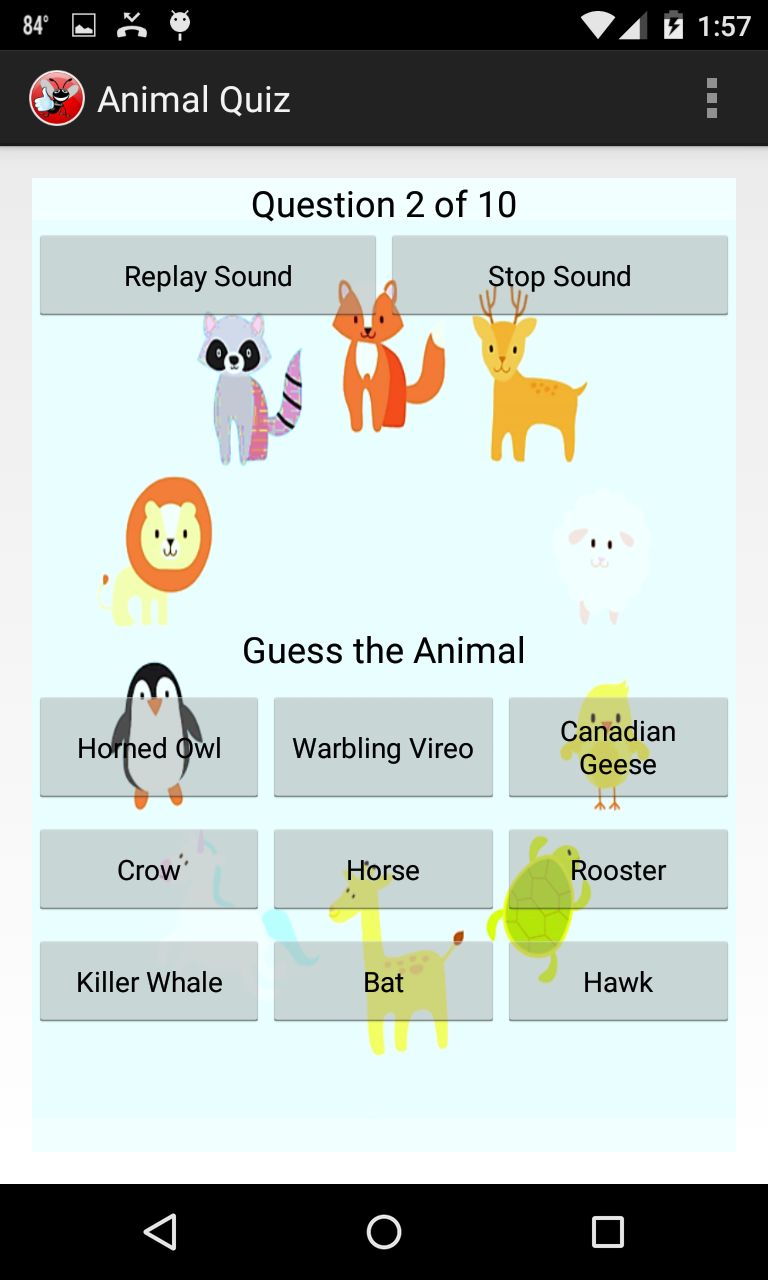 84° 1:57
Animal Quiz
Question 2 of 10
Replay Sound Stop Sound
Guess the Animal
Horned Owl Warbling Vireo Canadian
Geese
Crow Horse Rooster
Killer Whale Bat Hawk